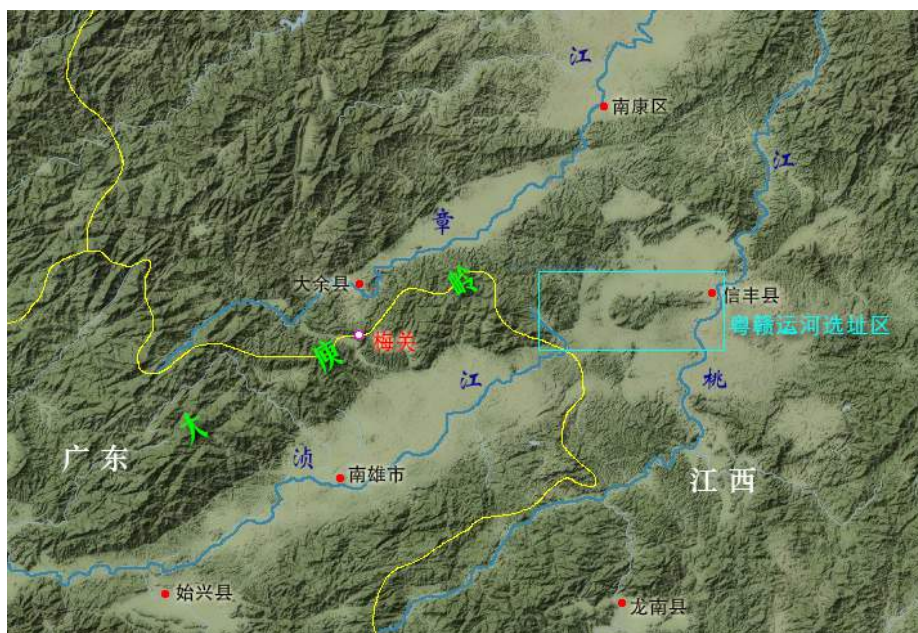 江
南康区
江
章
岭
大余县
信丰县
粤赣运河选址区
梅关
庾
江
桃
大
广东
浈
南雄市
江西
始兴县
龙南县